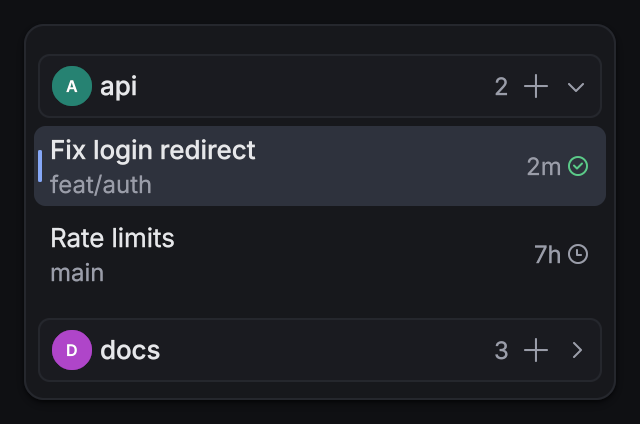 A api 2
Fix login redirect
feat/auth 2m
Rate limits
main 7h
D docs 3